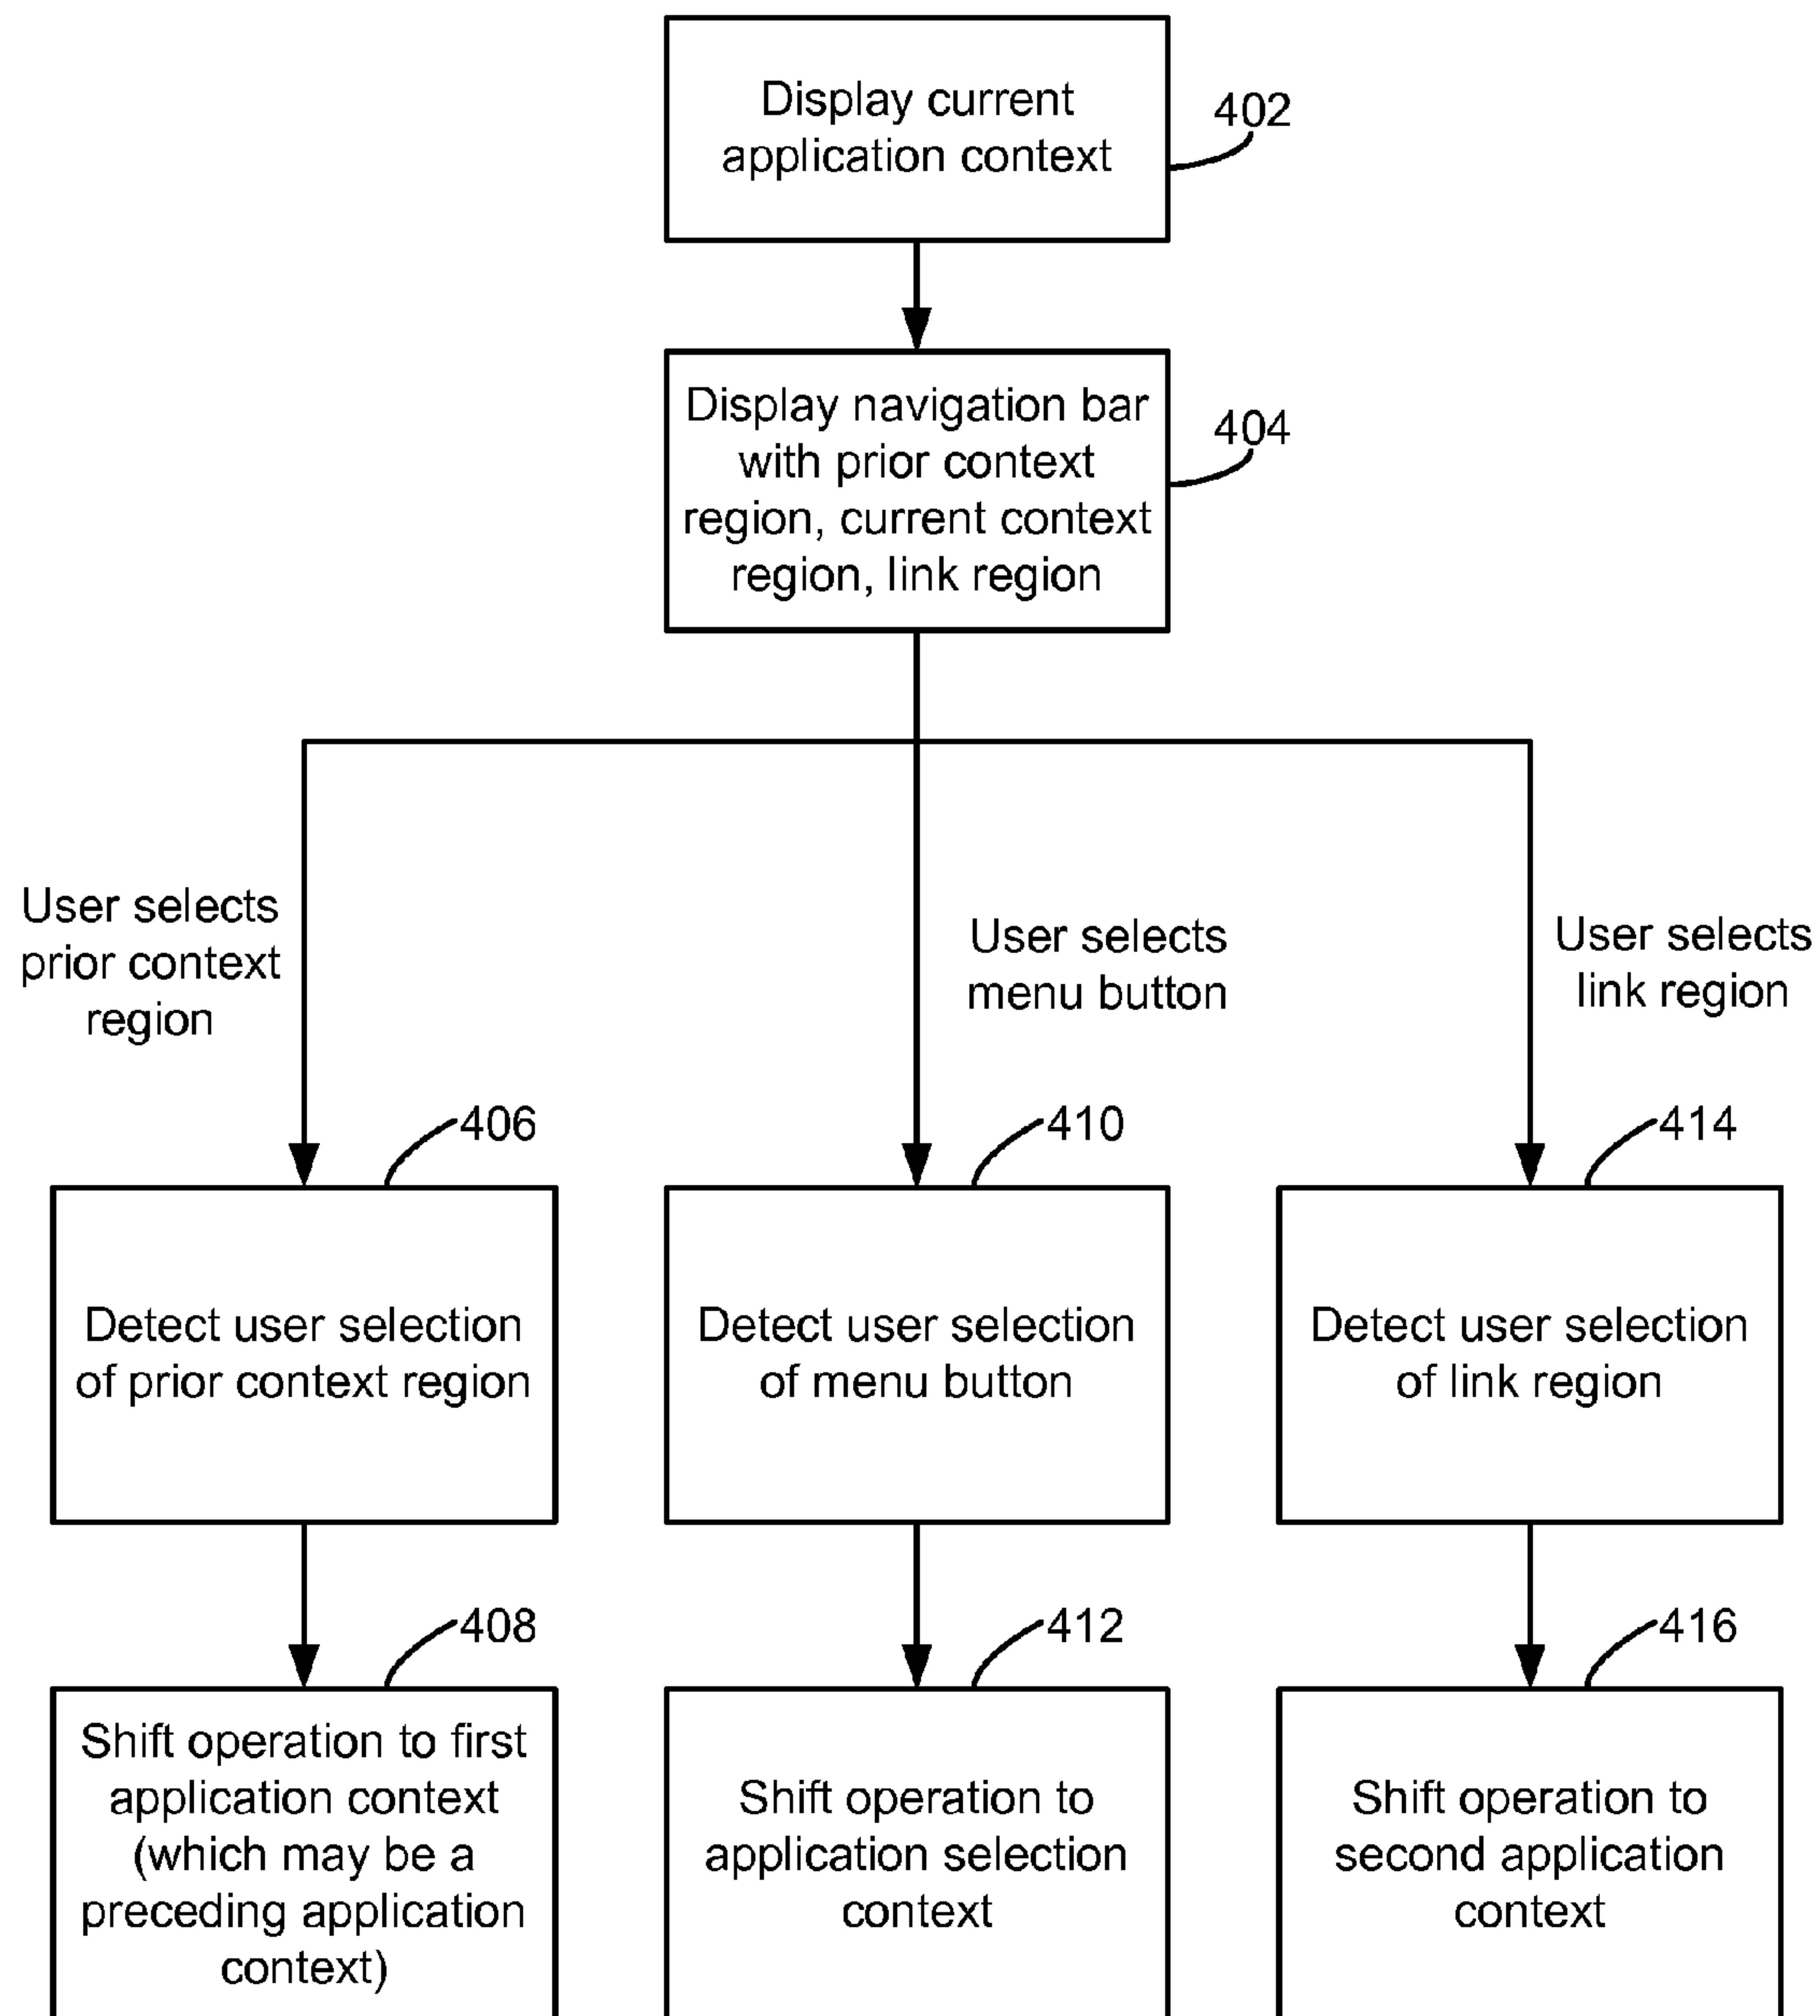 Display current
application context
402
Display navigation bar
with prior context
region, current context
region, link region
404
User selects
prior context
region
User selects
menu button
User selects
link region
406
410
414
Detect user selection
of prior context region
Detect user selection
of menu button
Detect user selection
of link region
408
412
416
Shift operation to first
application context
(which may be a
preceding application
context)
Shift operation to
application selection
context
Shift operation to
second application
context